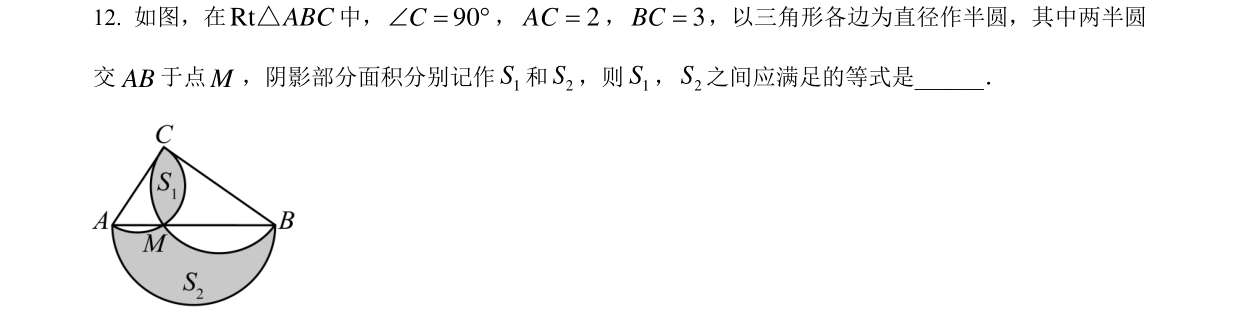 12. 如图，在Rt△ABC中，∠C=90°，AC=2，BC=3，以三角形各边为直径作半圆，其中两半圆
交AB于点M，阴影部分面积分别记作S₁和S₂，则S₁，S₂之间应满足的等式是______．
C
S₁
A
B
M
S₂